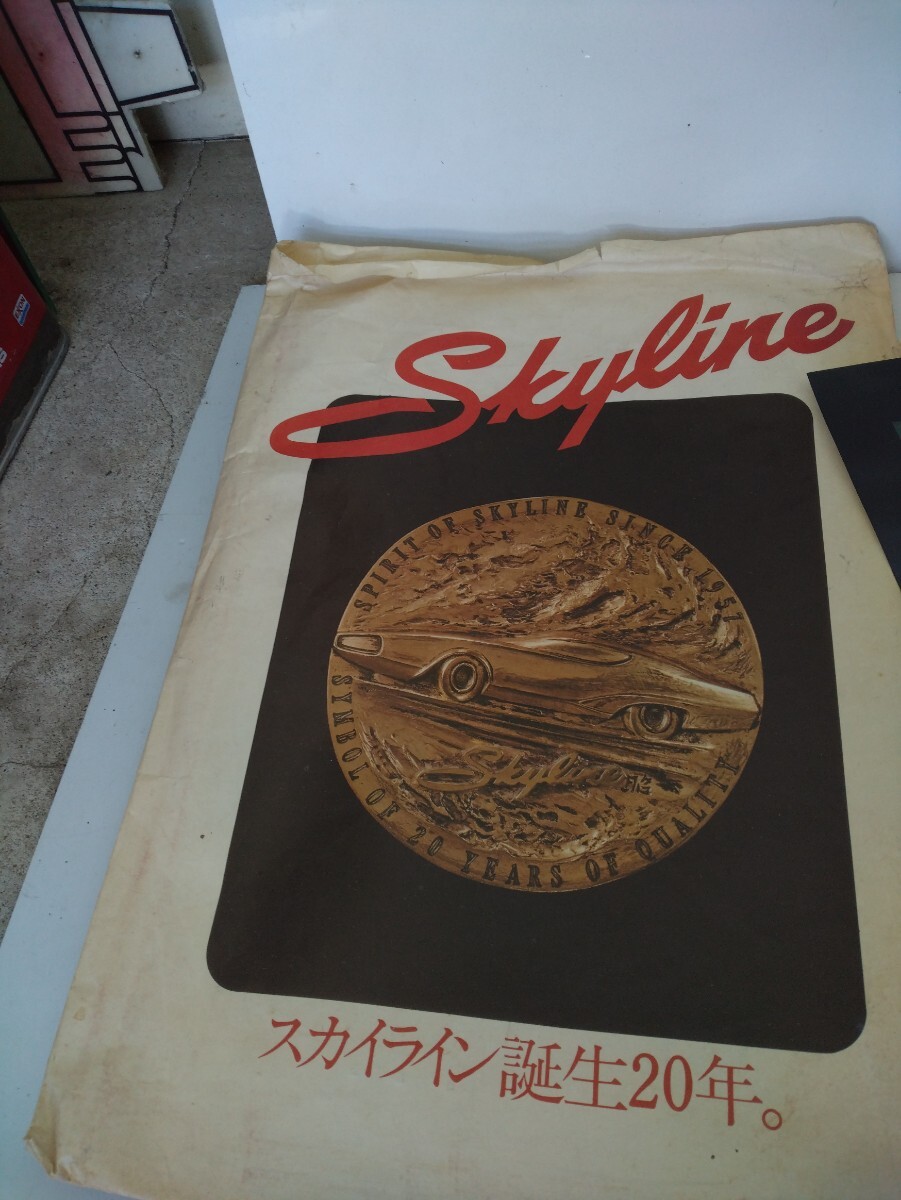 Skyline
SPIRIT OF SKYLINE SINCE 1957
Skyline
SYMBOL OF 20 YEARS OF QUALITY
スカイライン誕生20年。